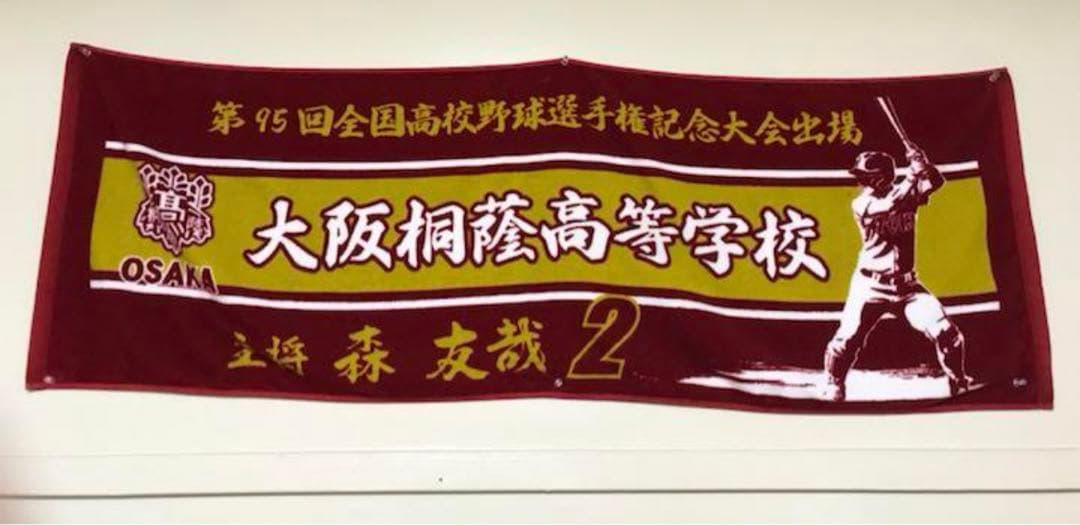 第95回全国高校野球選手権記念大会出場
高
OSAKA
大阪桐蔭高等学校
主将 森 友哉 2